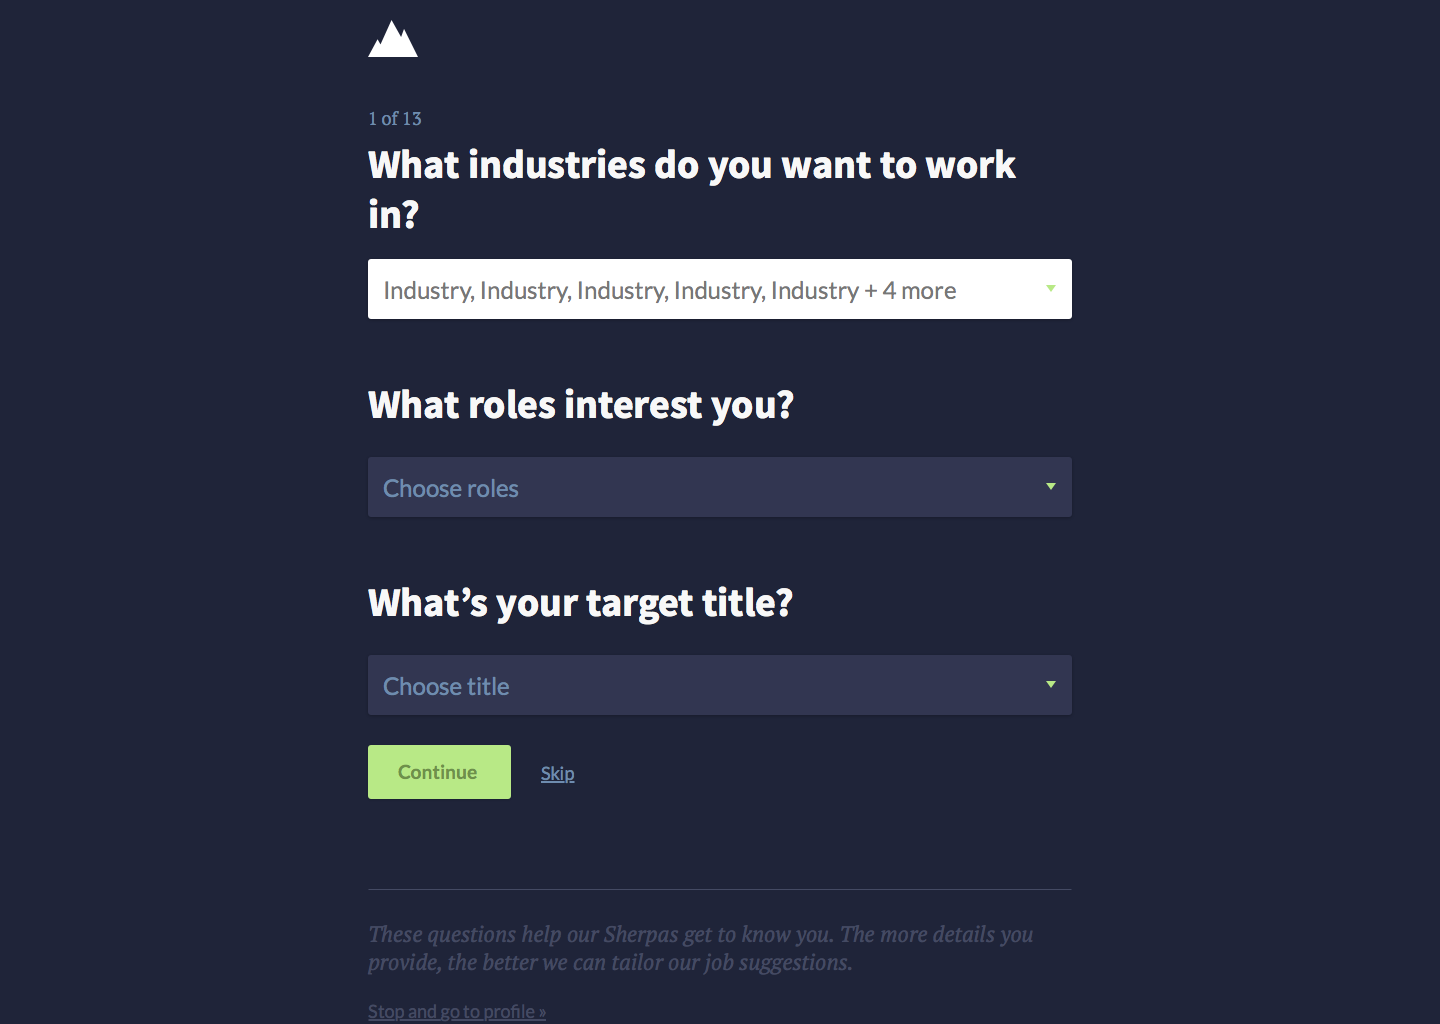 1 of 13
What industries do you want to work
in?
Industry, Industry, Industry, Industry, Industry + 4 more
What roles interest you?
Choose roles
What’s your target title?
Choose title
Continue
Skip
These questions help our Sherpas get to know you. The more details you
provide, the better we can tailor our job suggestions.
Stop and go to profile »